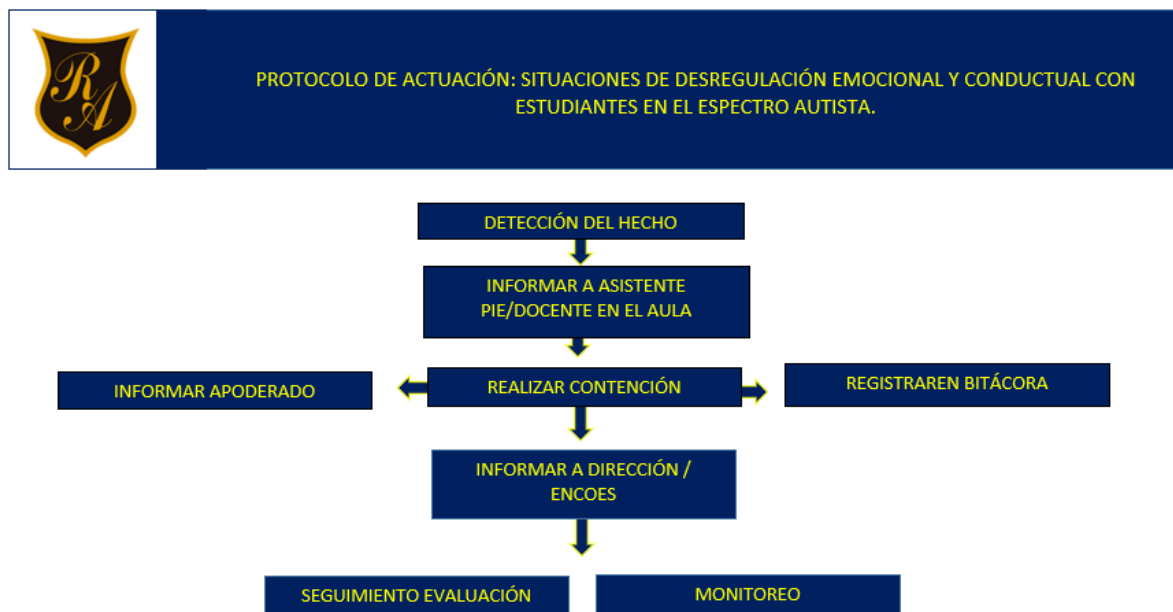 RA
PROTOCOLO DE ACTUACIÓN: SITUACIONES DE DESREGULACIÓN EMOCIONAL Y CONDUCTUAL CON
ESTUDIANTES EN EL ESPECTRO AUTISTA.
DETECCIÓN DEL HECHO
INFORMAR A ASISTENTE
PIE/DOCENTE EN EL AULA
INFORMAR APODERADO
REALIZAR CONTENCIÓN
REGISTRAREN BITÁCORA
INFORMAR A DIRECCIÓN /
ENCOES
SEGUIMIENTO EVALUACIÓN
MONITOREO